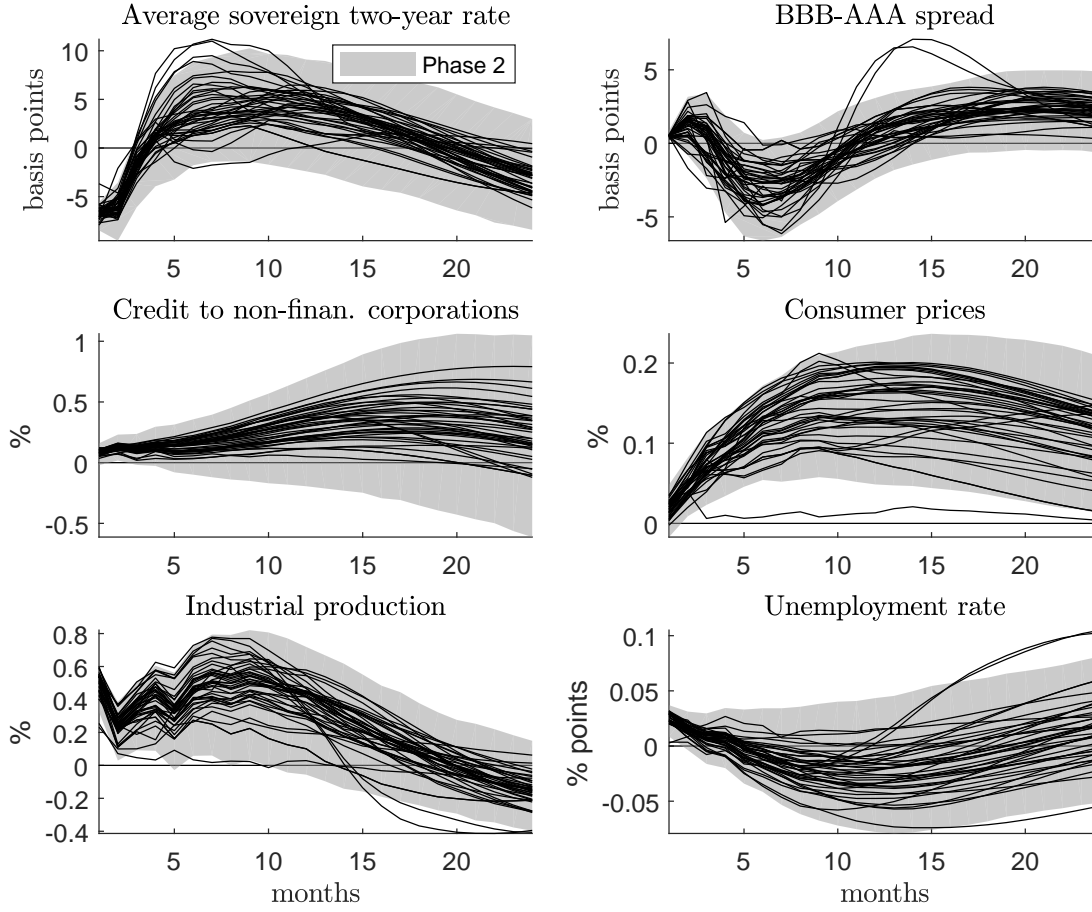 Average sovereign two-year rate
BBB-AAA spread
basis points
10
5
0
-5
Phase 2
5 10 15 20
basis points
5
0
-5
5 10 15 20
Credit to non-finan. corporations
Consumer prices
%
1
0.5
0
-0.5
5 10 15 20
%
0.2
0.1
0
5 10 15 20
Industrial production
Unemployment rate
%
0.8
0.6
0.4
0.2
0
-0.2
-0.4
5 10 15 20
months
% points
0.1
0.05
0
-0.05
5 10 15 20
months